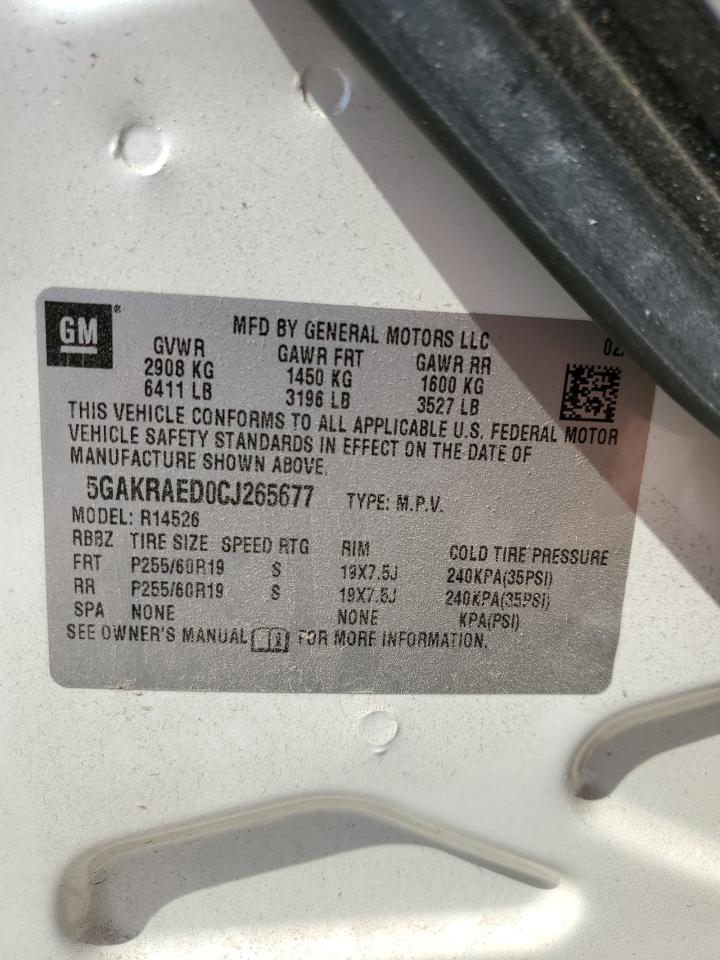 GM
MFD BY GENERAL MOTORS LLC 02
GVWR GAWR FRT GAWR RR
2908 KG 1450 KG 1600 KG
6411 LB 3196 LB 3527 LB
THIS VEHICLE CONFORMS TO ALL APPLICABLE U.S. FEDERAL MOTOR
VEHICLE SAFETY STANDARDS IN EFFECT ON THE DATE OF
MANUFACTURE SHOWN ABOVE.
5GAKRAED0CJ265677 TYPE: M.P.V.
MODEL: R14526
RBBZ TIRE SIZE SPEED RTG RIM COLD TIRE PRESSURE
FRT P255/60R19 S 19X7.5J 240KPA(35PSI)
RR P255/60R19 S 19X7.5J 240KPA(35PSI)
SPA NONE NONE KPA(PSI)
SEE OWNER'S MANUAL FOR MORE INFORMATION.